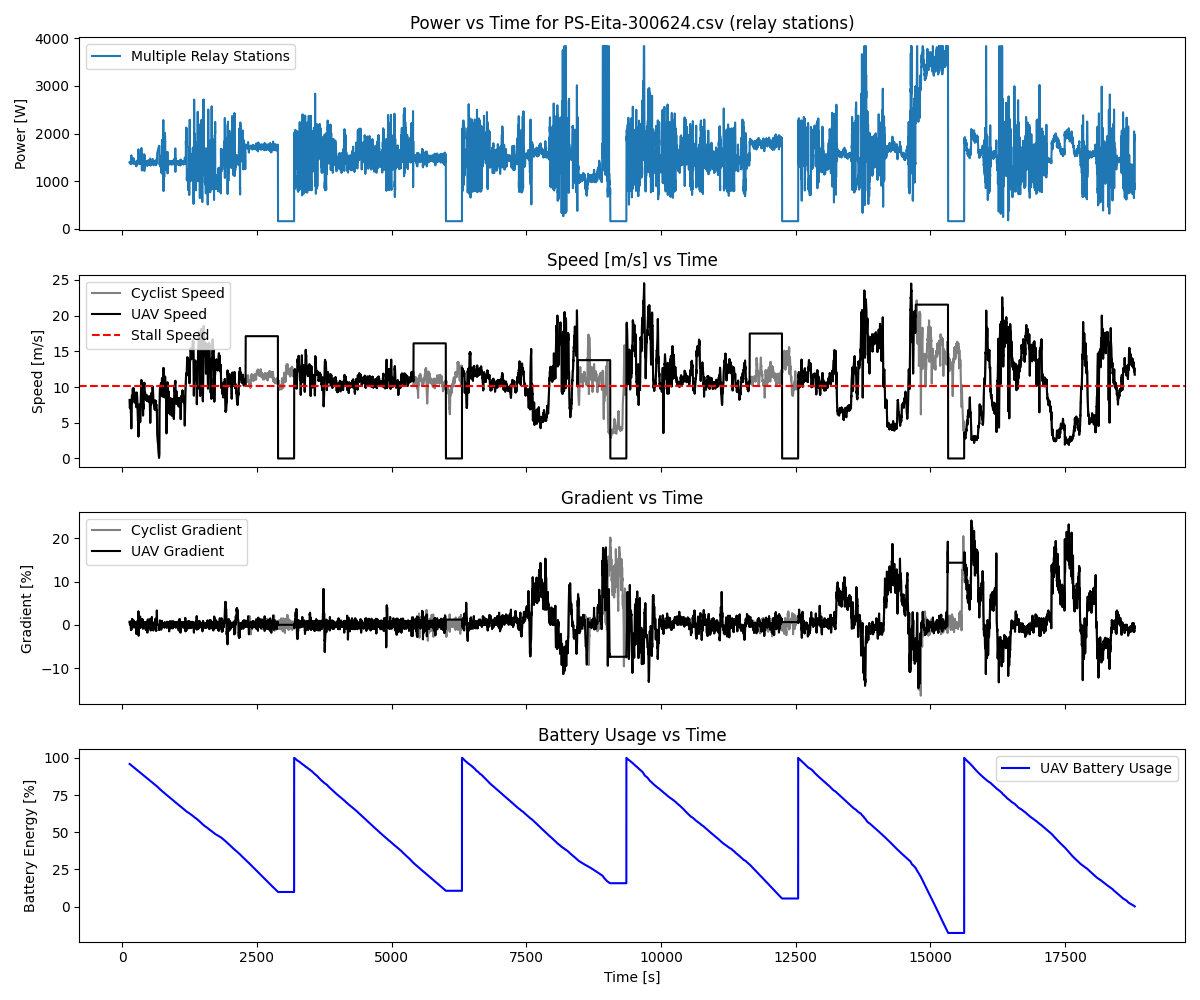 Power vs Time for PS-Eita-300624.csv (relay stations)
Power [W]
4000
3000
2000
1000
0
Multiple Relay Stations
Speed [m/s] vs Time
Speed [m/s]
25
20
15
10
5
0
Cyclist Speed
UAV Speed
Stall Speed
Gradient vs Time
Gradient [%]
20
10
0
−10
Cyclist Gradient
UAV Gradient
Battery Usage vs Time
Battery Energy [%]
100
75
50
25
0
UAV Battery Usage
0 2500 5000 7500 10000 12500 15000 17500
Time [s]